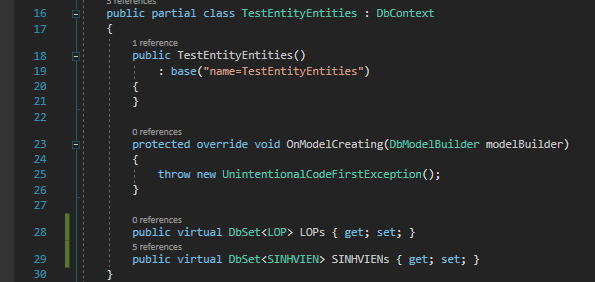 5 references
16 public partial class TestEntityEntities : DbContext
17 {
1 reference
18 public TestEntityEntities()
19 : base("name=TestEntityEntities")
20 {
21 }
22
0 references
23 protected override void OnModelCreating(DbModelBuilder modelBuilder)
24 {
25 throw new UnintentionalCodeFirstException();
26 }
27
0 references
28 public virtual DbSet<LOP> LOPs { get; set; }
5 references
29 public virtual DbSet<SINHVIEN> SINHVIENs { get; set; }
30 }